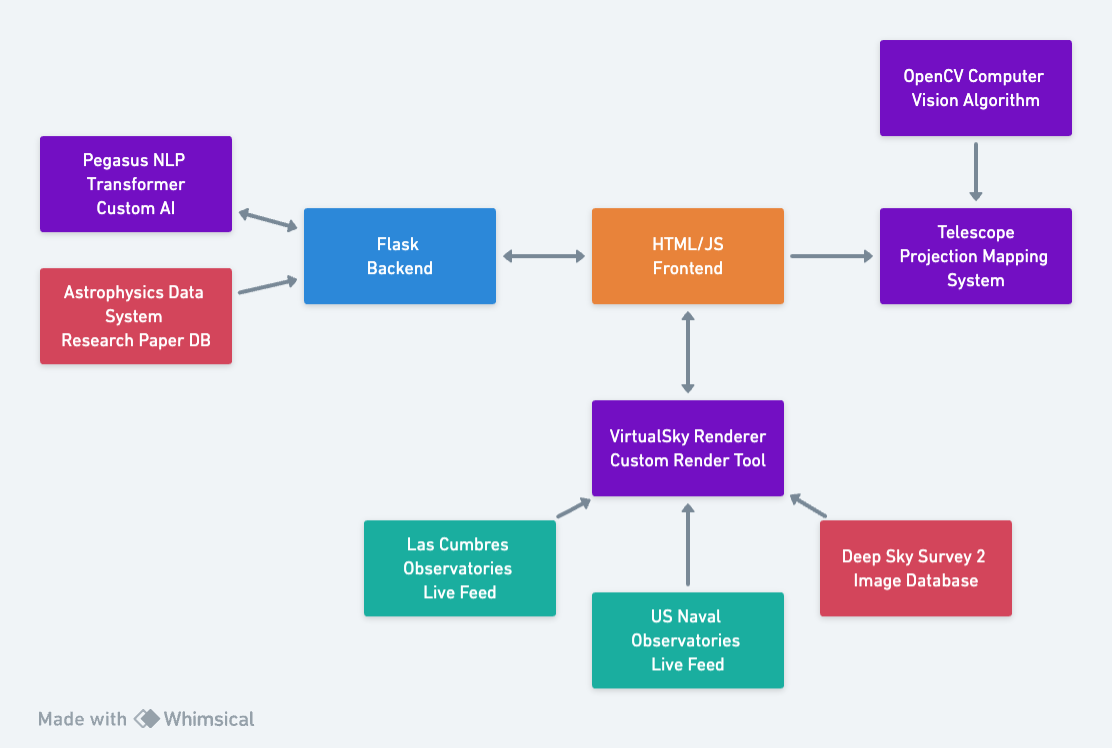 OpenCV Computer
Vision Algorithm
Pegasus NLP
Transformer
Custom AI
Flask
Backend
HTML/JS
Frontend
Telescope
Projection Mapping
System
Astrophysics Data
System
Research Paper DB
VirtualSky Renderer
Custom Render Tool
Las Cumbres
Observatories
Live Feed
US Naval
Observatories
Live Feed
Deep Sky Survey 2
Image Database
Made with Whimsical